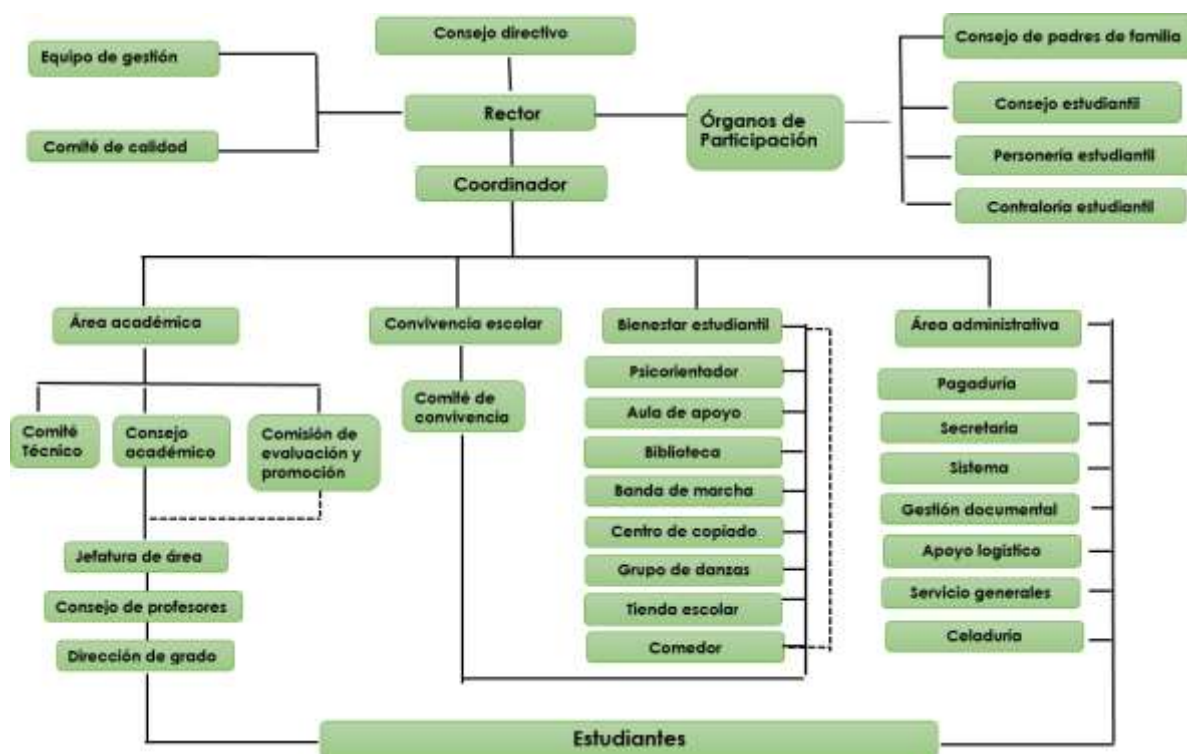 Consejo directivo
Equipo de gestión
Consejo de padres de familia
Rector
Órganos de
Participación
Consejo estudiantil
Comité de calidad
Personería estudiantil
Coordinador
Contraloría estudiantil
Área académica
Convivencia escolar
Bienestar estudiantil
Área administrativa
Comité
Técnico
Consejo
académico
Comisión de
evaluación y
promoción
Comité de
convivencia
Psicorientador
Aula de apoyo
Biblioteca
Banda de marcha
Centro de copiado
Grupo de danzas
Tienda escolar
Comedor
Pagaduría
Secretaria
Sistema
Gestión documental
Apoyo logístico
Servicio generales
Celaduría
Jefatura de área
Consejo de profesores
Dirección de grado
Estudiantes